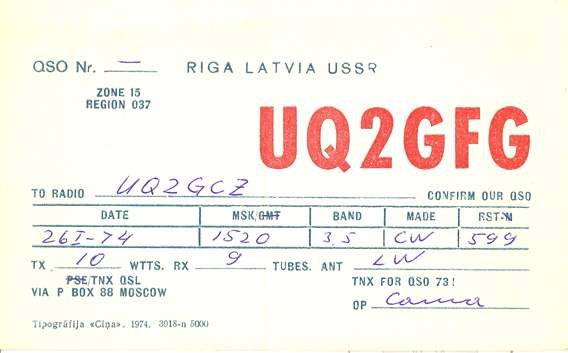 QSO Nr. — RIGA LATVIA USSR
ZONE 15
REGION 037
UQ2GFG
TO RADIO UQ2GCZ CONFIRM OUR QSO
DATE MSK/GMT BAND MADE RST-M
26 I-74 1520 3,5 CW 599
TX 10 WTTS. RX 9 TUBES. ANT LW
PSE/TNX QSL TNX FOR QSO 73!
VIA P BOX 88 MOSCOW OP Сата
Tipogrāfija «Cīņa», 1974. 3018-n 5000